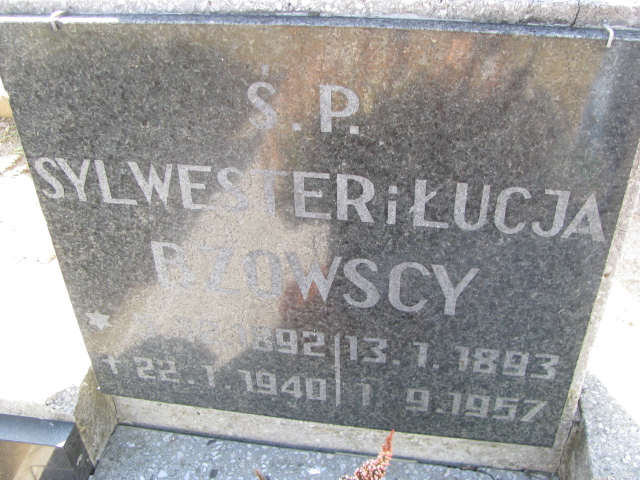 Ś.P.
SYLWESTER i ŁUCJA
BZOWSCY
1892 13.1.1893
22.1.1940 1 9.1957